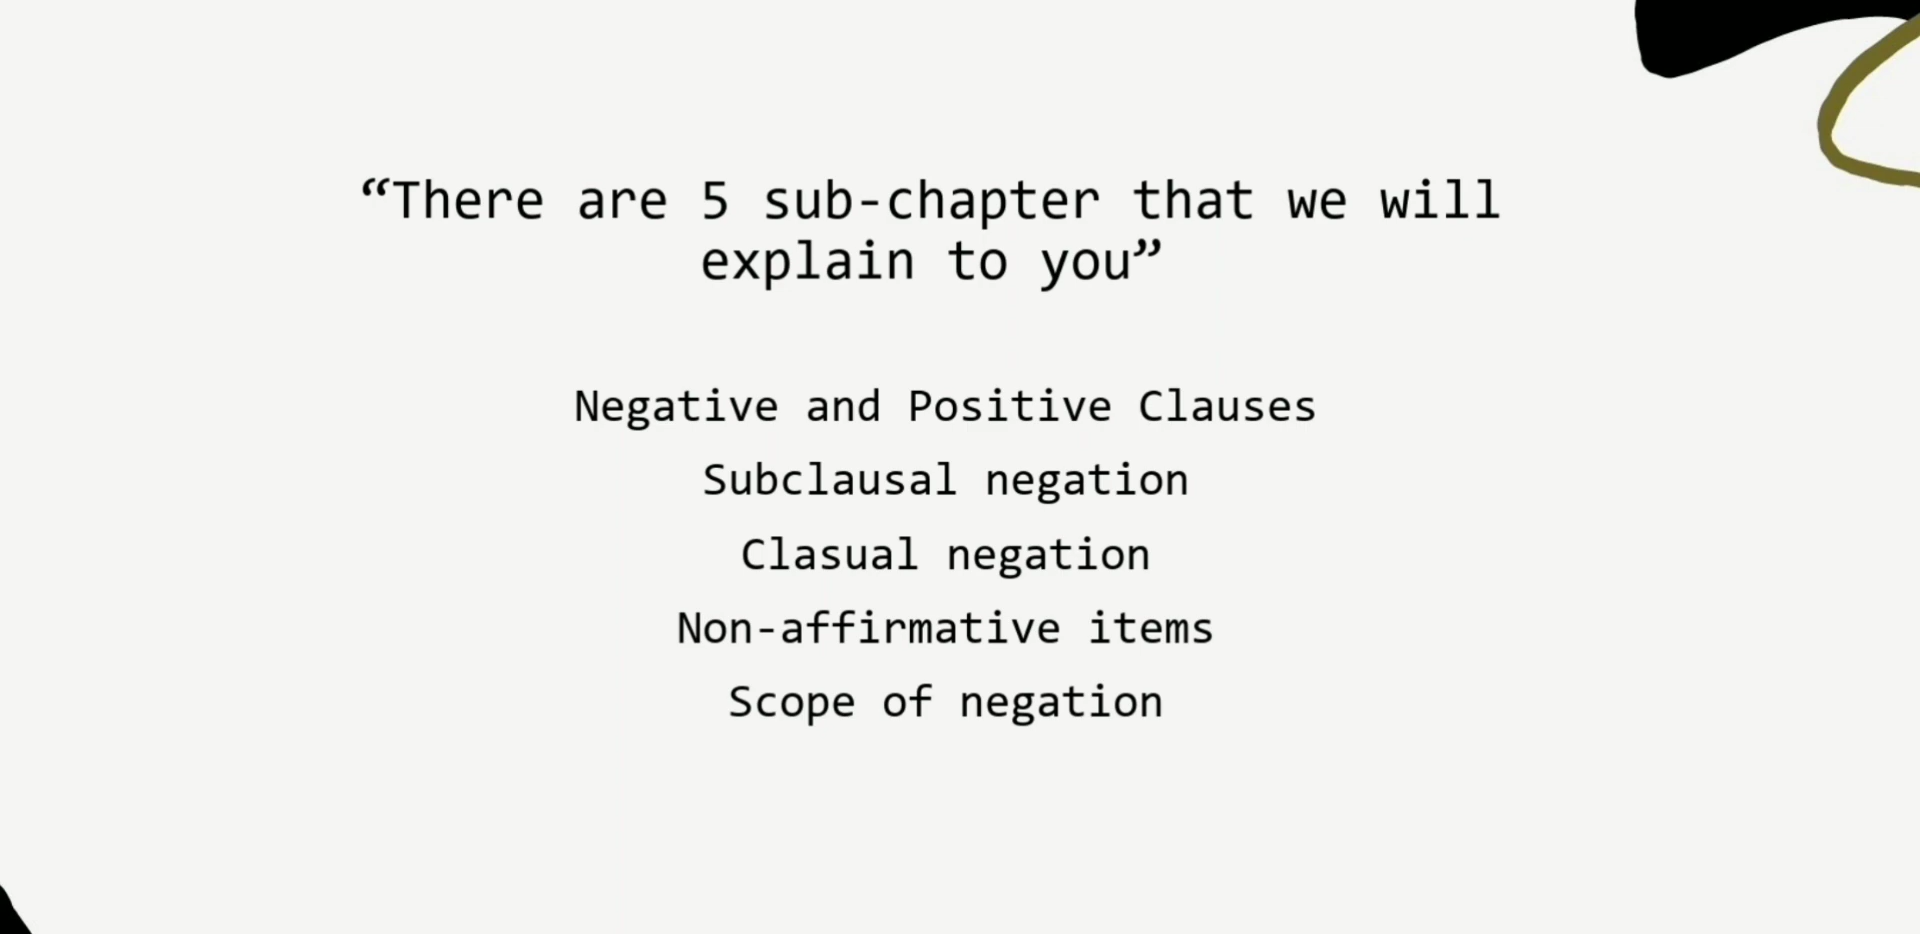 “There are 5 sub-chapter that we will
explain to you”
Negative and Positive Clauses
Subclausal negation
Clasual negation
Non-affirmative items
Scope of negation